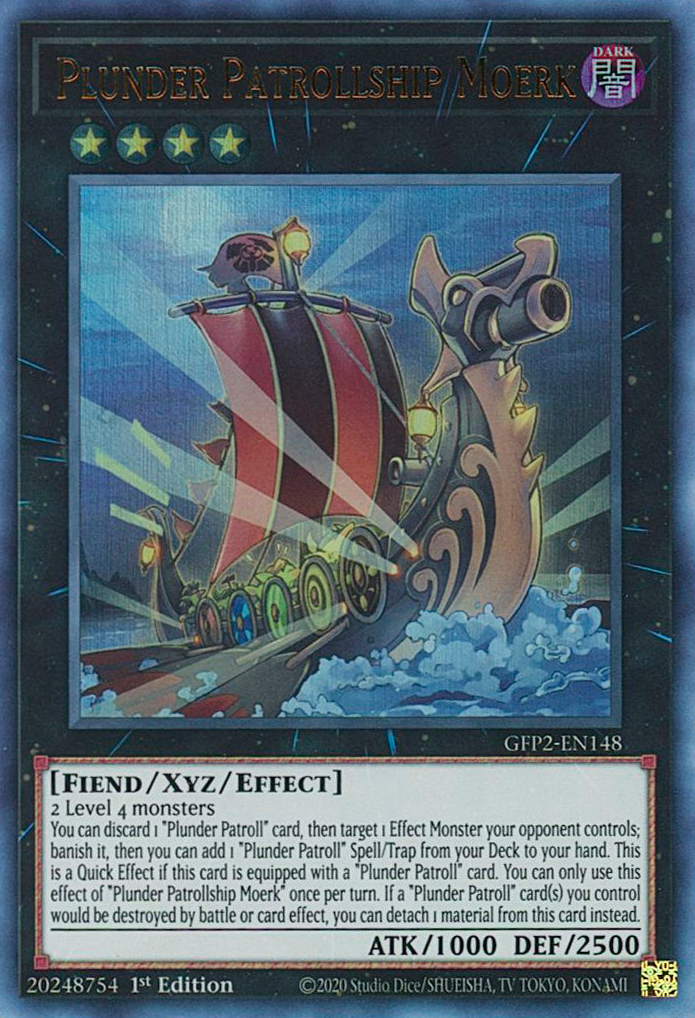 PLUNDER PATROLLSHIP MOERK
DARK
闇
GFP2-EN148
[FIEND/XYZ/EFFECT]
2 Level 4 monsters
You can discard 1 "Plunder Patroll" card, then target 1 Effect Monster your opponent controls;
banish it, then you can add 1 "Plunder Patroll" Spell/Trap from your Deck to your hand. This
is a Quick Effect if this card is equipped with a "Plunder Patroll" card. You can only use this
effect of "Plunder Patrollship Moerk" once per turn. If a "Plunder Patroll" card(s) you control
would be destroyed by battle or card effect, you can detach 1 material from this card instead.
ATK/1000 DEF/2500
20248754 1st Edition ©2020 Studio Dice/SHUEISHA, TV TOKYO, KONAMI